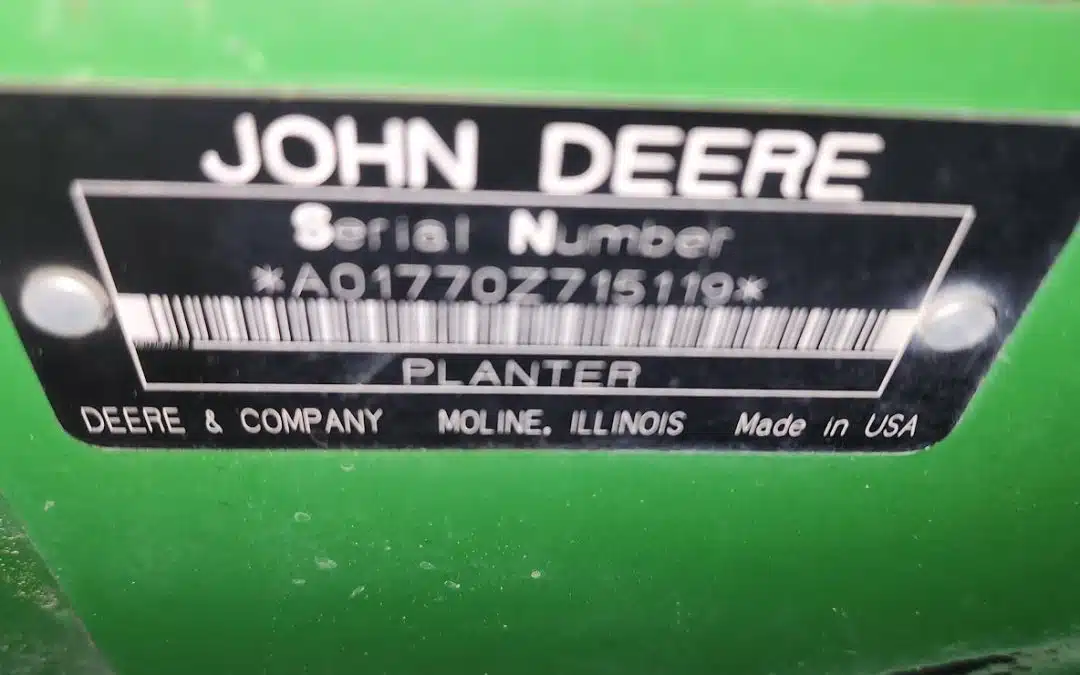 JOHN DEERE
Serial Number
*A01770Z715119*
PLANTER
DEERE & COMPANY MOLINE, ILLINOIS Made in USA